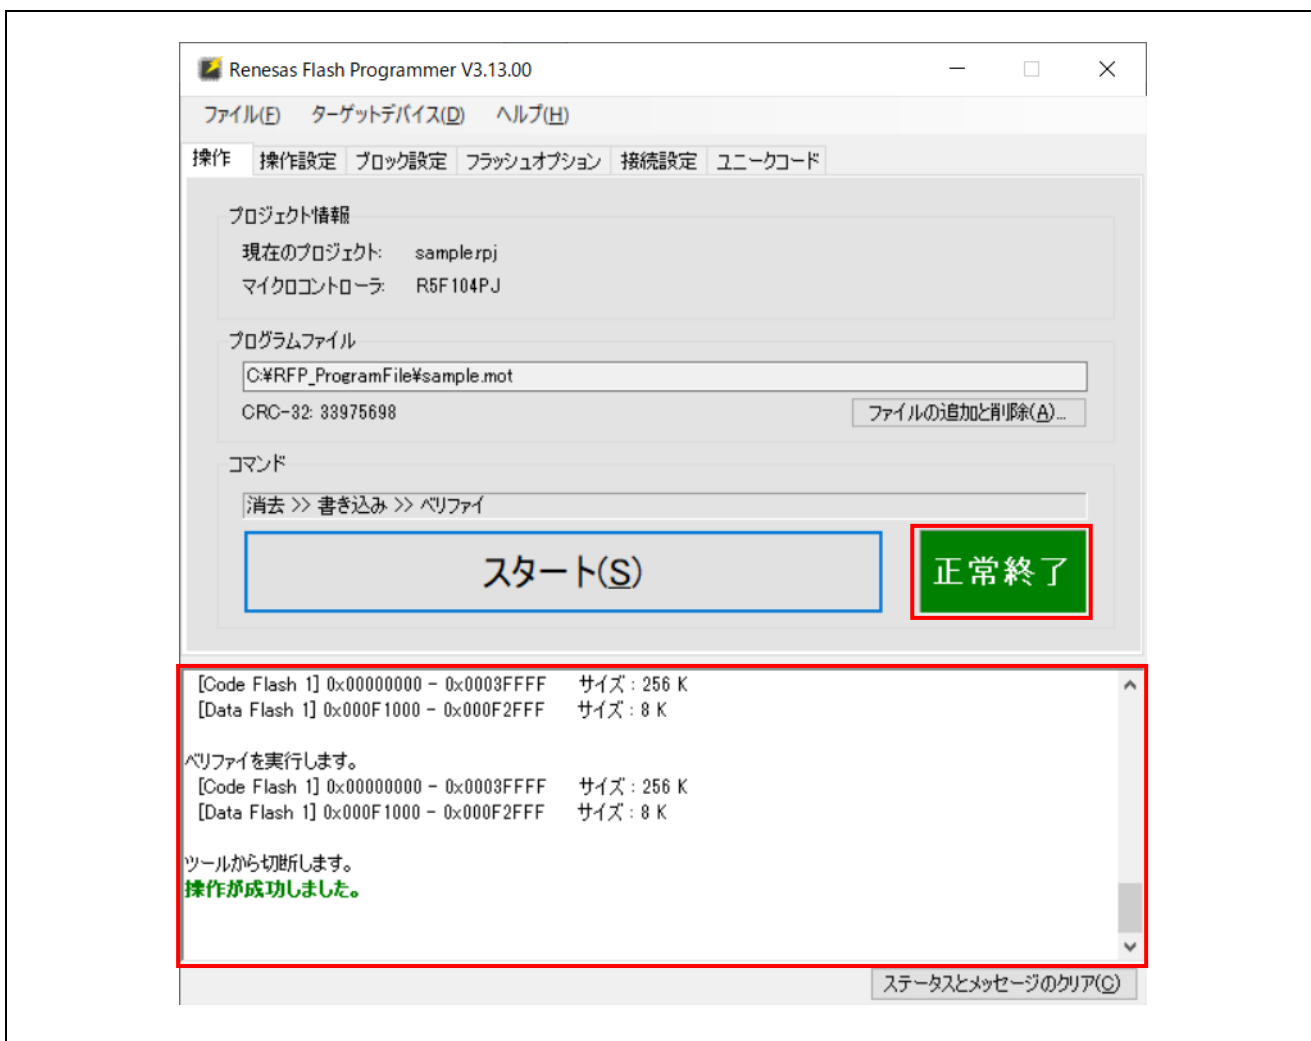 Renesas Flash Programmer V3.13.00
ファイル(F) ターゲットデバイス(D) ヘルプ(H)
操作 操作設定 ブロック設定 フラッシュオプション 接続設定 ユニークコード
プロジェクト情報
現在のプロジェクト: sample.rpj
マイクロコントローラ: R5F104PJ
プログラムファイル
C:¥RFP_ProgramFile¥sample.mot
CRC-32: 33975698 ファイルの追加と削除(A)...
コマンド
消去 >> 書き込み >> ベリファイ
スタート(S) 正常終了
[Code Flash 1] 0x00000000 - 0x0003FFFF サイズ : 256 K
[Data Flash 1] 0x000F1000 - 0x000F2FFF サイズ : 8 K
ベリファイを実行します。
[Code Flash 1] 0x00000000 - 0x0003FFFF サイズ : 256 K
[Data Flash 1] 0x000F1000 - 0x000F2FFF サイズ : 8 K
ツールから切断します。
操作が成功しました。
ステータスとメッセージのクリア(C)